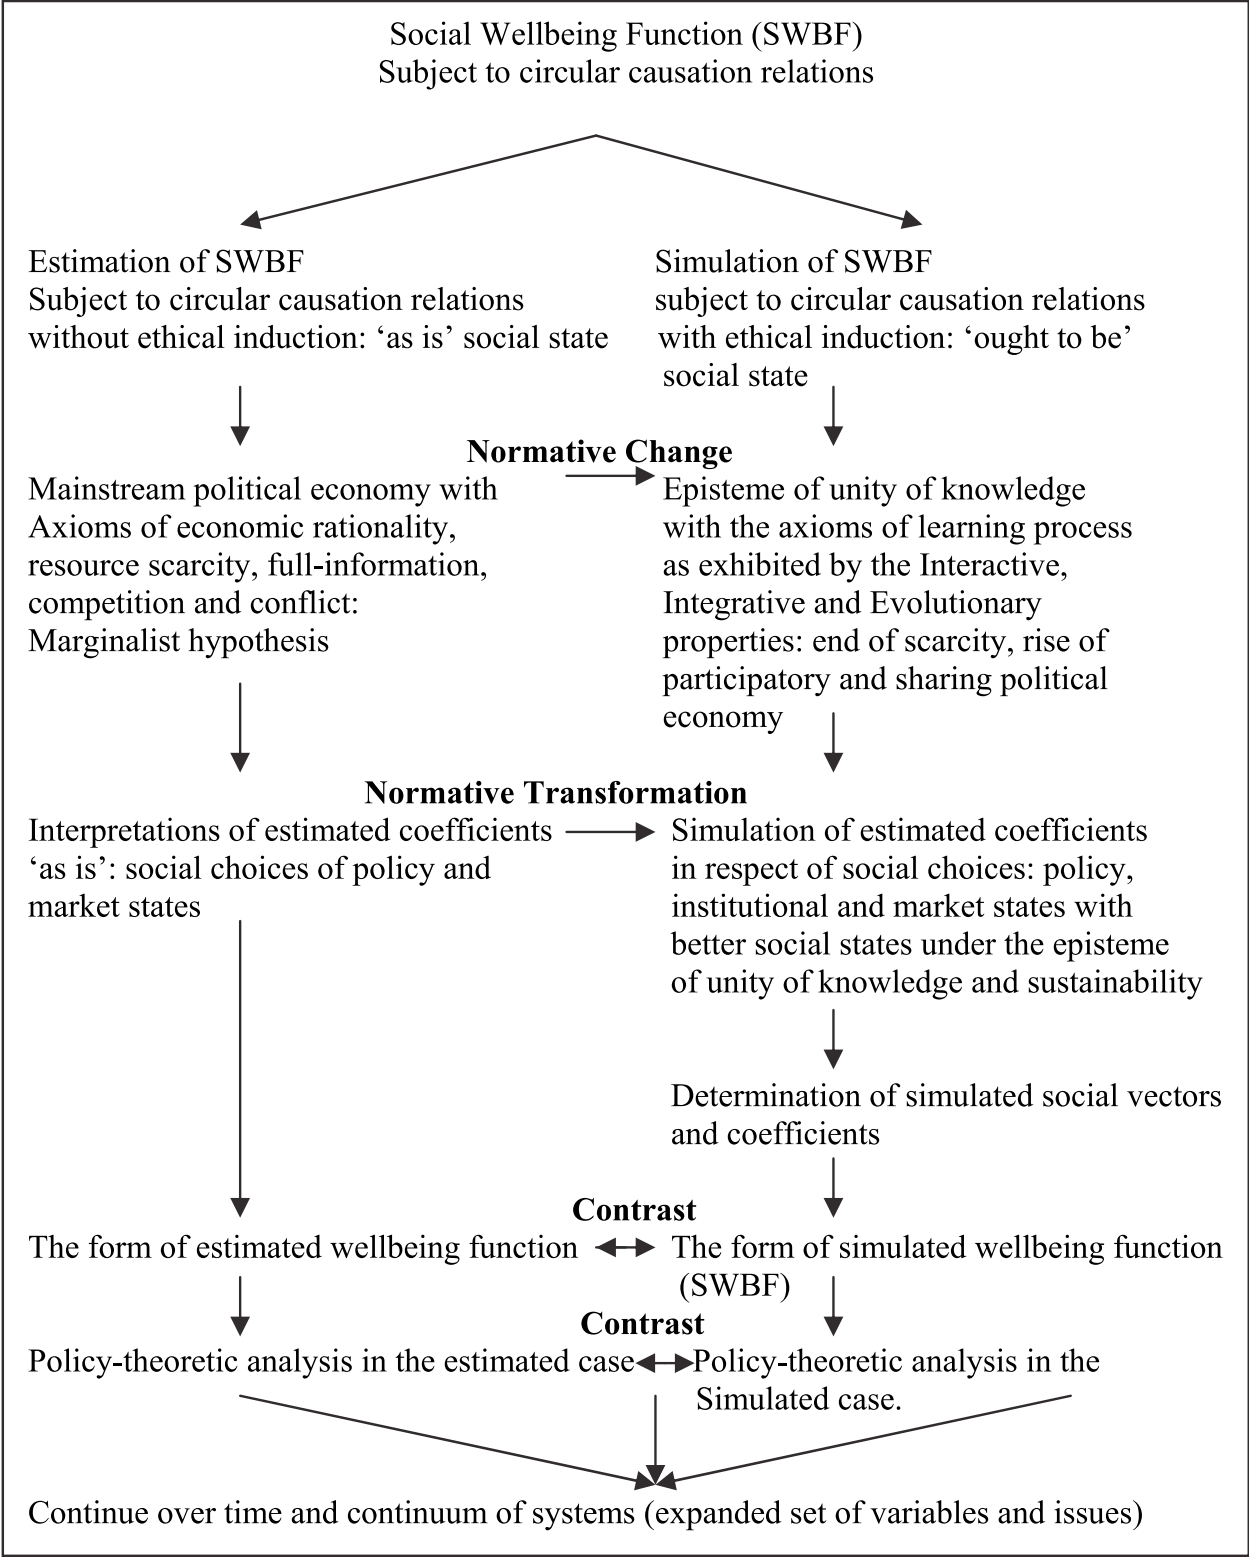 Social Wellbeing Function (SWBF)
Subject to circular causation relations
Estimation of SWBF
Subject to circular causation relations
without ethical induction: ‘as is’ social state
Simulation of SWBF
subject to circular causation relations
with ethical induction: ‘ought to be’
social state
Normative Change
Mainstream political economy with
Axioms of economic rationality,
resource scarcity, full-information,
competition and conflict:
Marginalist hypothesis
Episteme of unity of knowledge
with the axioms of learning process
as exhibited by the Interactive,
Integrative and Evolutionary
properties: end of scarcity, rise of
participatory and sharing political
economy
Normative Transformation
Interpretations of estimated coefficients
‘as is’: social choices of policy and
market states
Simulation of estimated coefficients
in respect of social choices: policy,
institutional and market states with
better social states under the episteme
of unity of knowledge and sustainability
Determination of simulated social vectors
and coefficients
Contrast
The form of estimated wellbeing function
The form of simulated wellbeing function
(SWBF)
Contrast
Policy-theoretic analysis in the estimated case
Policy-theoretic analysis in the
Simulated case.
Continue over time and continuum of systems (expanded set of variables and issues)